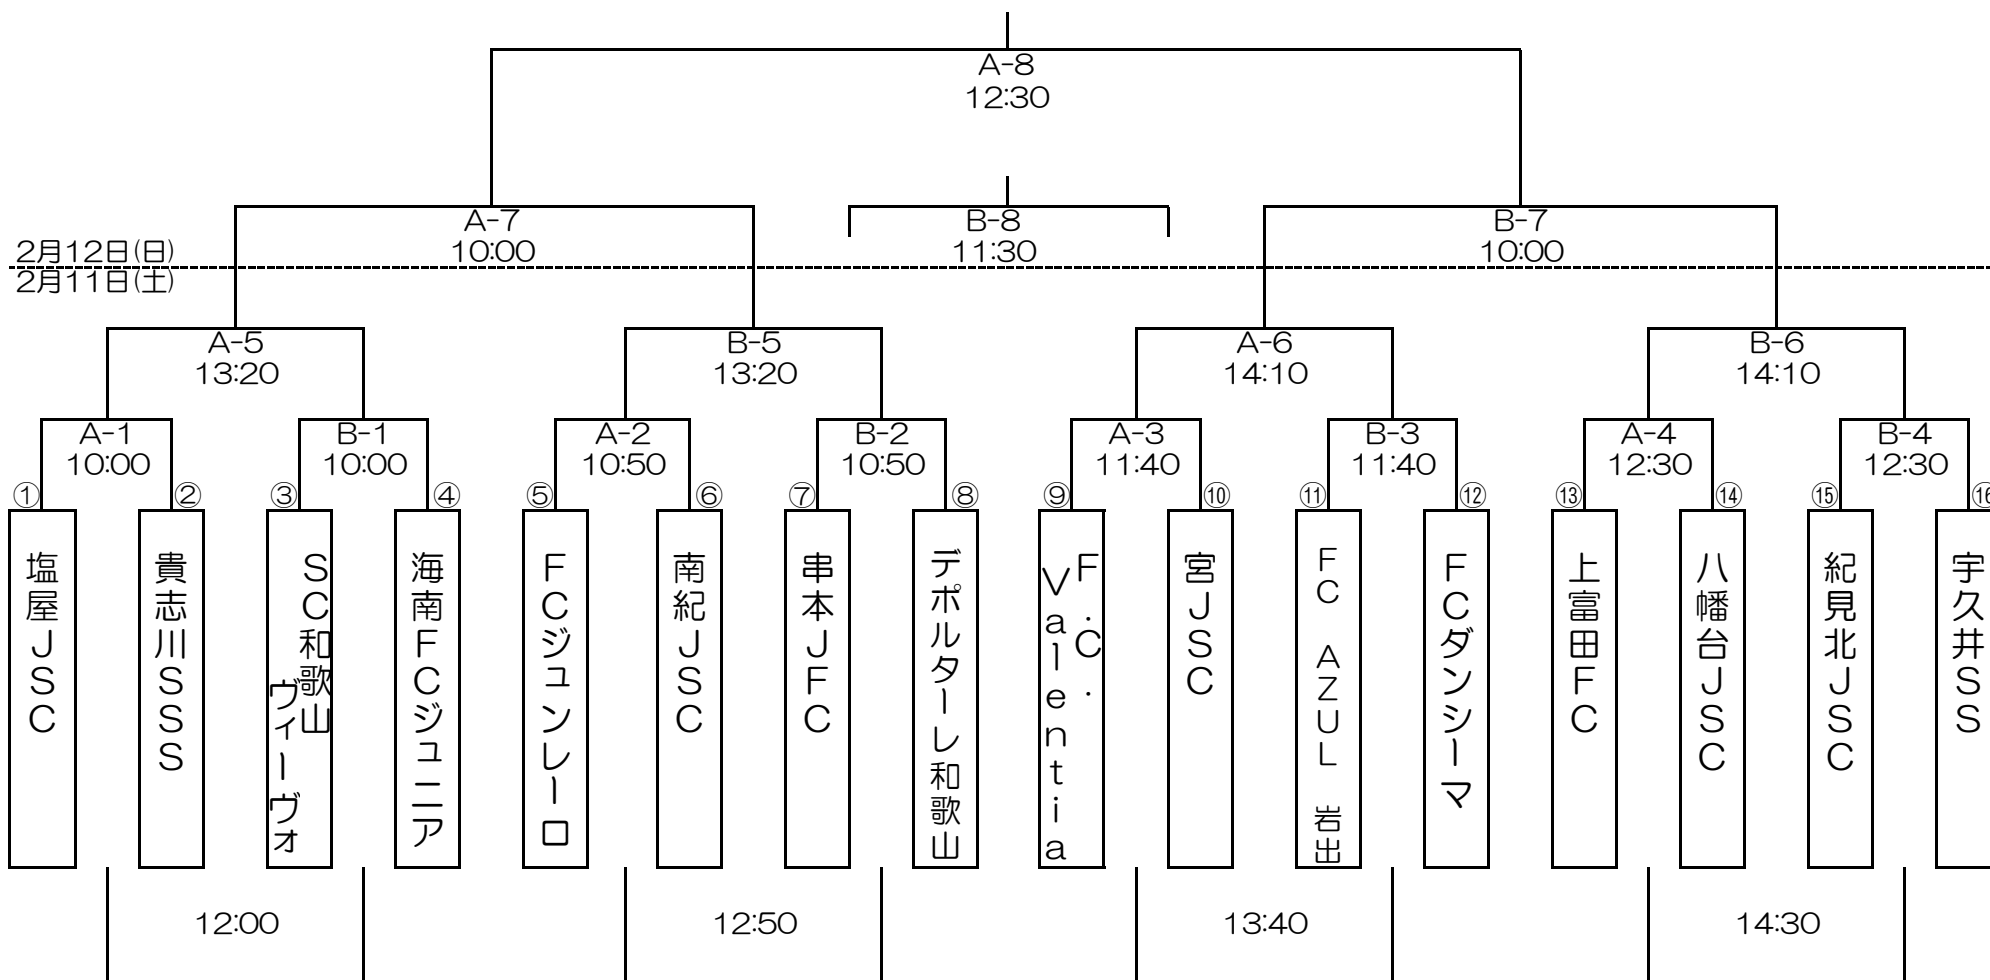 A-8
12:30
A-7
10:00
B-8
11:30
B-7
10:00
2月12日(日)
2月11日(土)
A-5
13:20
B-5
13:20
A-6
14:10
B-6
14:10
A-1
10:00
B-1
10:00
A-2
10:50
B-2
10:50
A-3
11:40
B-3
11:40
A-4
12:30
B-4
12:30
①
②
③
④
⑤
⑥
⑦
⑧
⑨
⑩
⑪
⑫
⑬
⑭
⑮
⑯
塩屋JSC
貴志川SSS
SC和歌山
ヴィーヴォ
海南FCジュニア
FCジュンレーロ
南紀JSC
串本JFC
デポルターレ和歌山
F.C.
Valentia
宮JSC
FC AZUL 岩出
FCダンシーマ
上富田FC
八幡台JSC
紀見北JSC
宇久井SS
12:00
12:50
13:40
14:30